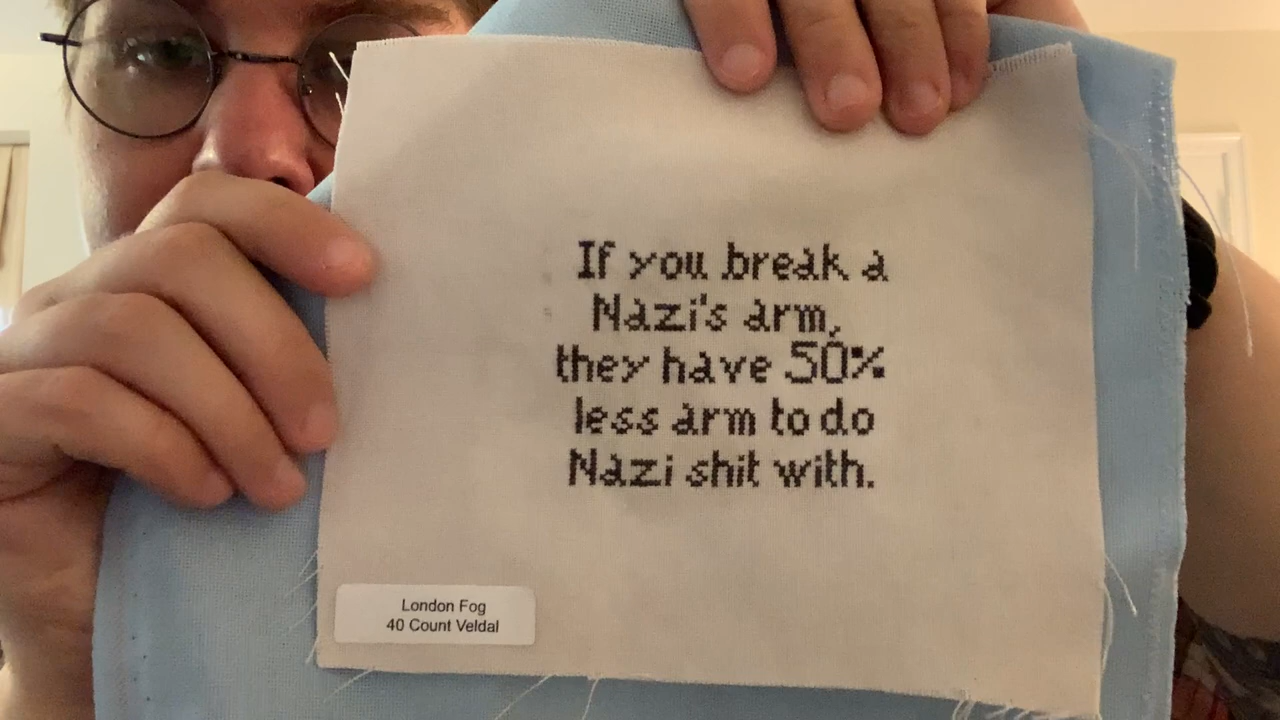 If you break a
Nazi's arm,
they have 50%
less arm to do
Nazi shit with.
London Fog
40 Count Veldal